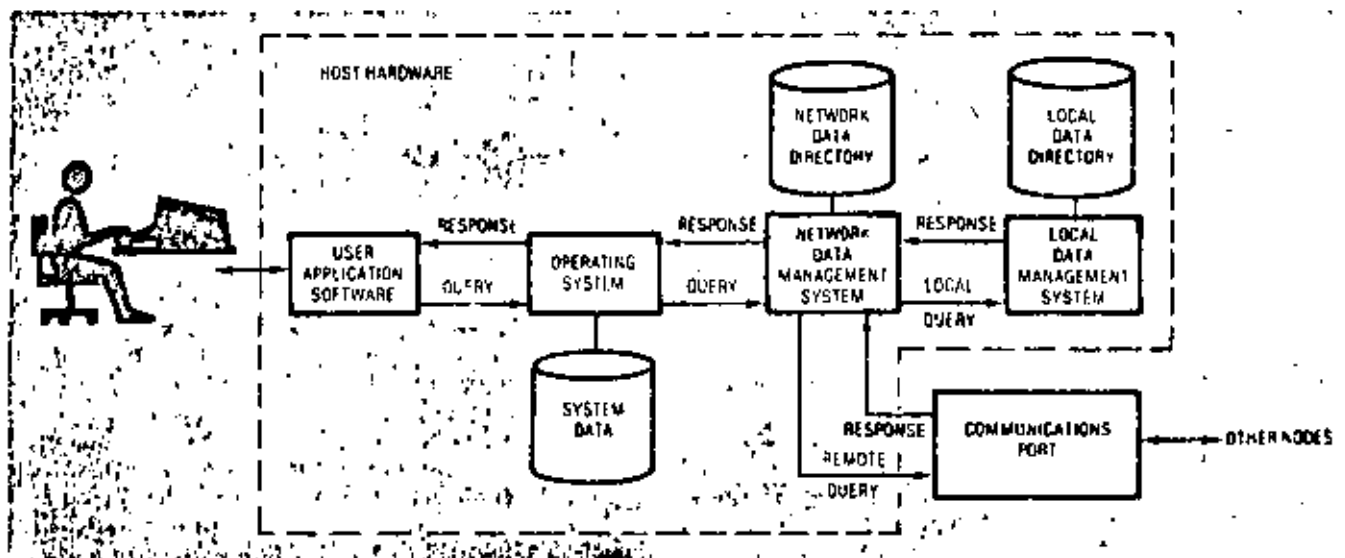 HOST HARDWARE
NETWORK
DATA
DIRECTORY
LOCAL
DATA
DIRECTORY
RESPONSE
RESPONSE
RESPONSE
USER
APPLICATION
SOFTWARE
OPERATING
SYSTEM
NETWORK
DATA
MANAGEMENT
SYSTEM
LOCAL
DATA
MANAGEMENT
SYSTEM
QUERY
QUERY
LOCAL
QUERY
SYSTEM
DATA
RESPONSE
REMOTE
QUERY
COMMUNICATIONS
PORT
OTHER NODES